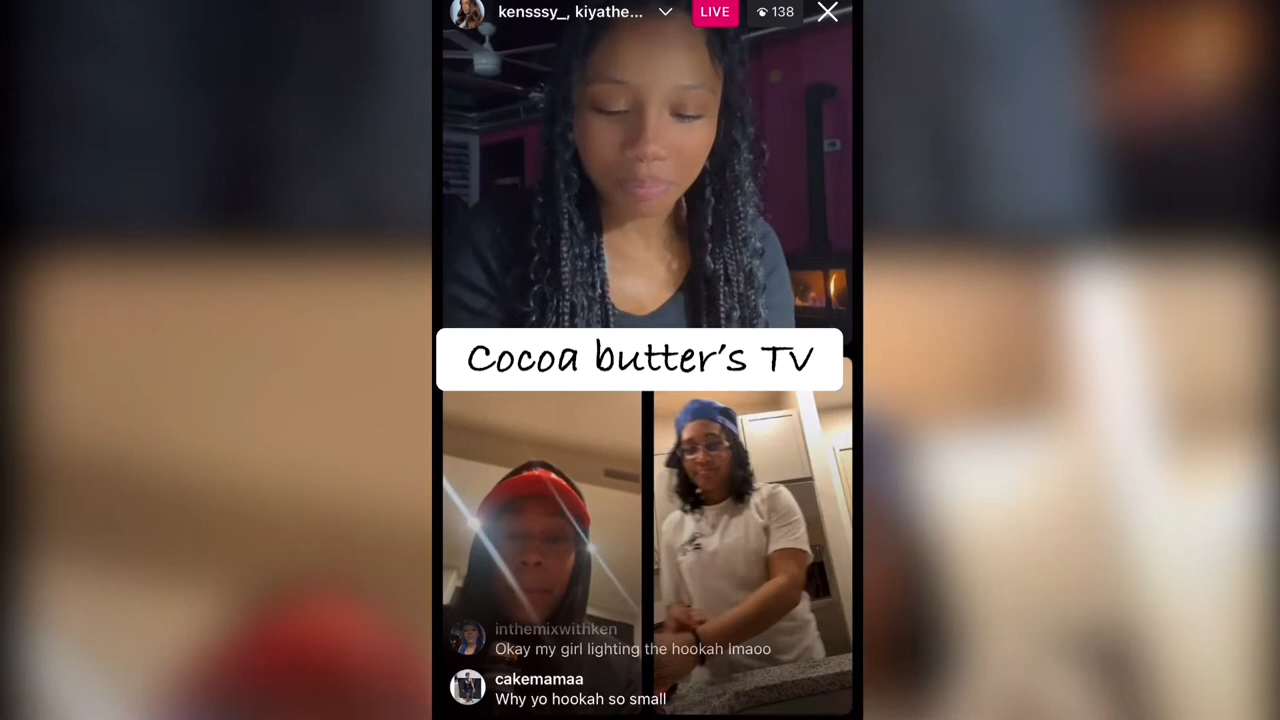 kensssy_, kiyathe...
LIVE
138
Cocoa butter's TV
inthemixwithken
Okay my girl lighting the hookah lmaoo
cakemamaa
Why yo hookah so small